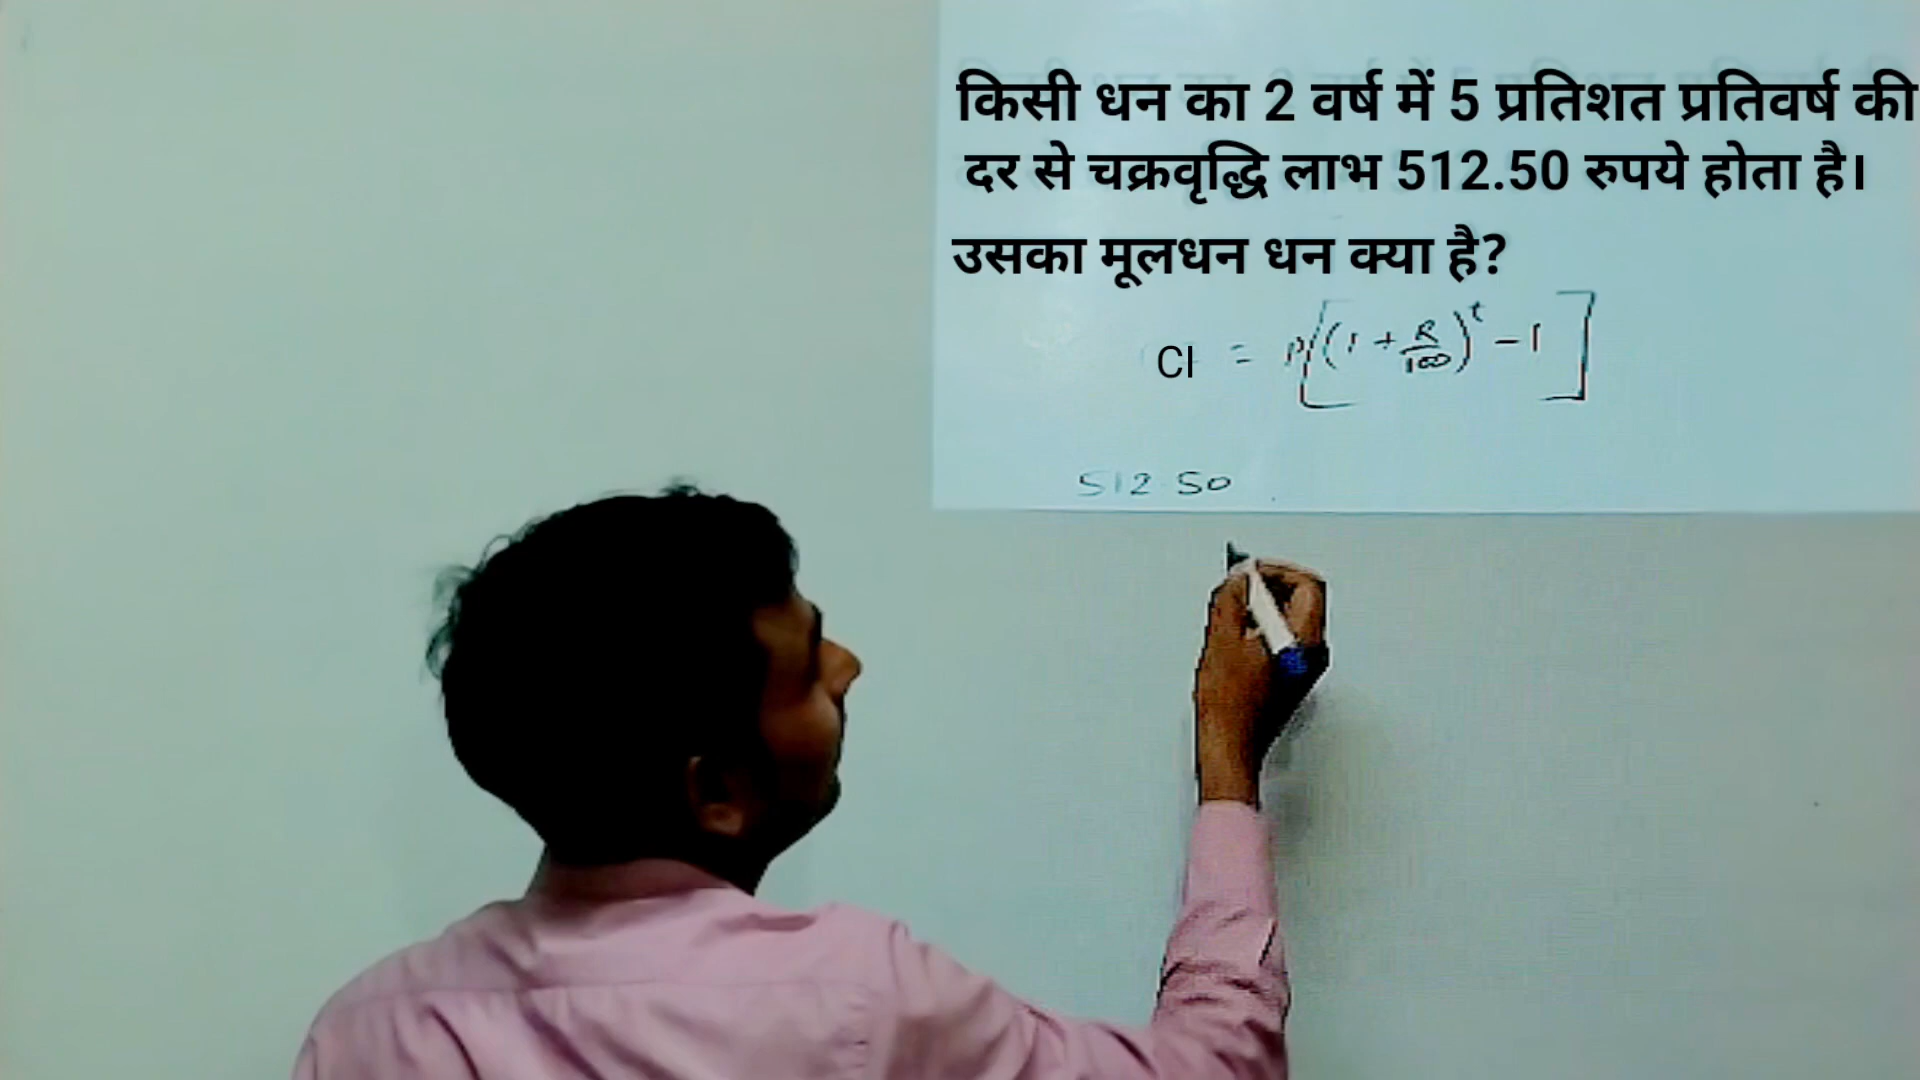 किसी धन का 2 वर्ष में 5 प्रतिशत प्रतिवर्ष की
दर से चक्रवृद्धि लाभ 512.50 रुपये होता है।
उसका मूलधन धन क्या है?
CI = P[(1+R/100)^t -1]
512.50